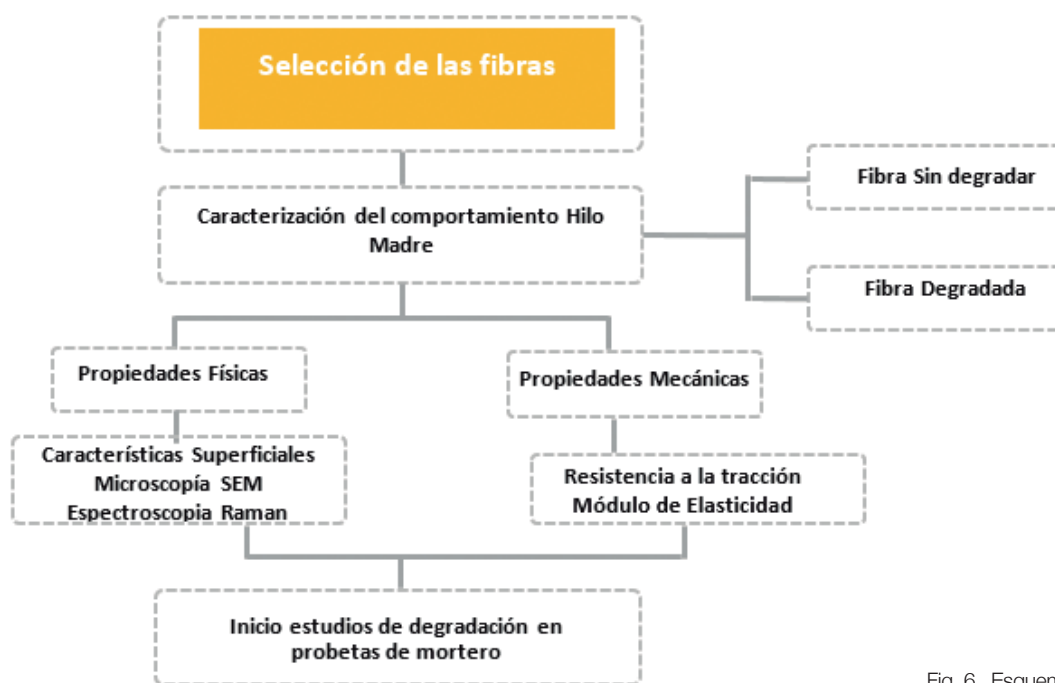 Selección de las fibras
Caracterización del comportamiento Hilo
Madre
Fibra Sin degradar
Fibra Degradada
Propiedades Físicas
Propiedades Mecánicas
Características Superficiales
Microscopía SEM
Espectroscopia Raman
Resistencia a la tracción
Módulo de Elasticidad
Inicio estudios de degradación en
probetas de mortero
Fig. 6. Esquem